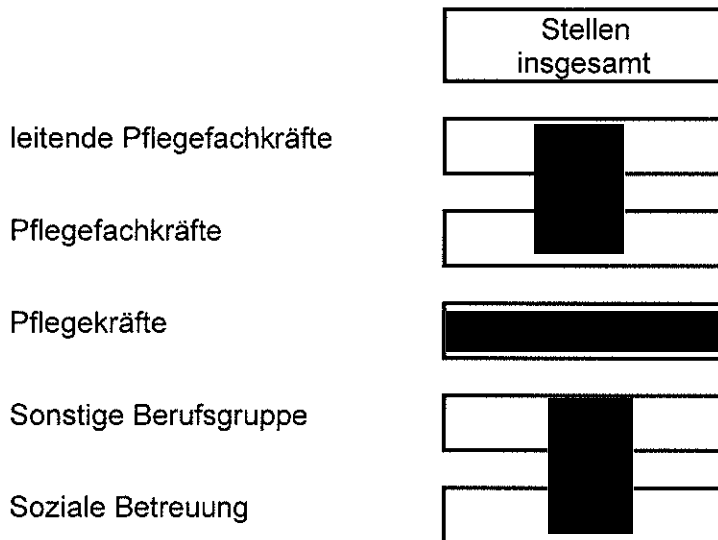 Stellen
insgesamt
leitende Pflegefachkräfte
Pflegefachkräfte
Pflegekräfte
Sonstige Berufsgruppe
Soziale Betreuung